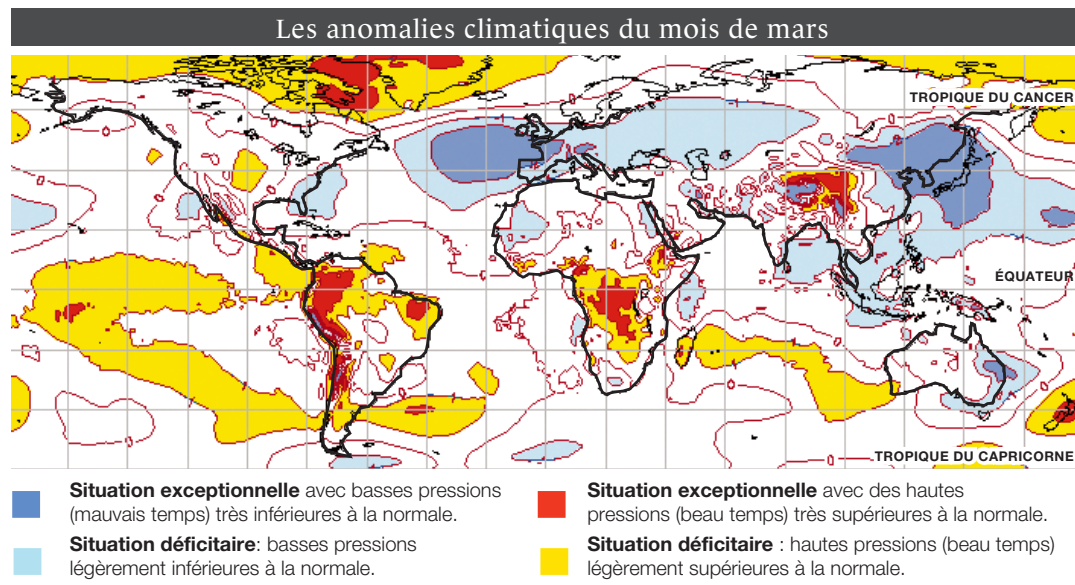 Les anomalies climatiques du mois de mars
TROPIQUE DU CANCER
ÉQUATEUR
TROPIQUE DU CAPRICORNE
Situation exceptionnelle avec basses pressions
(mauvais temps) très inférieures à la normale.
Situation déficitaire: basses pressions
légèrement inférieures à la normale.
Situation exceptionnelle avec des hautes
pressions (beau temps) très supérieures à la normale.
Situation déficitaire : hautes pressions (beau temps)
légèrement supérieures à la normale.